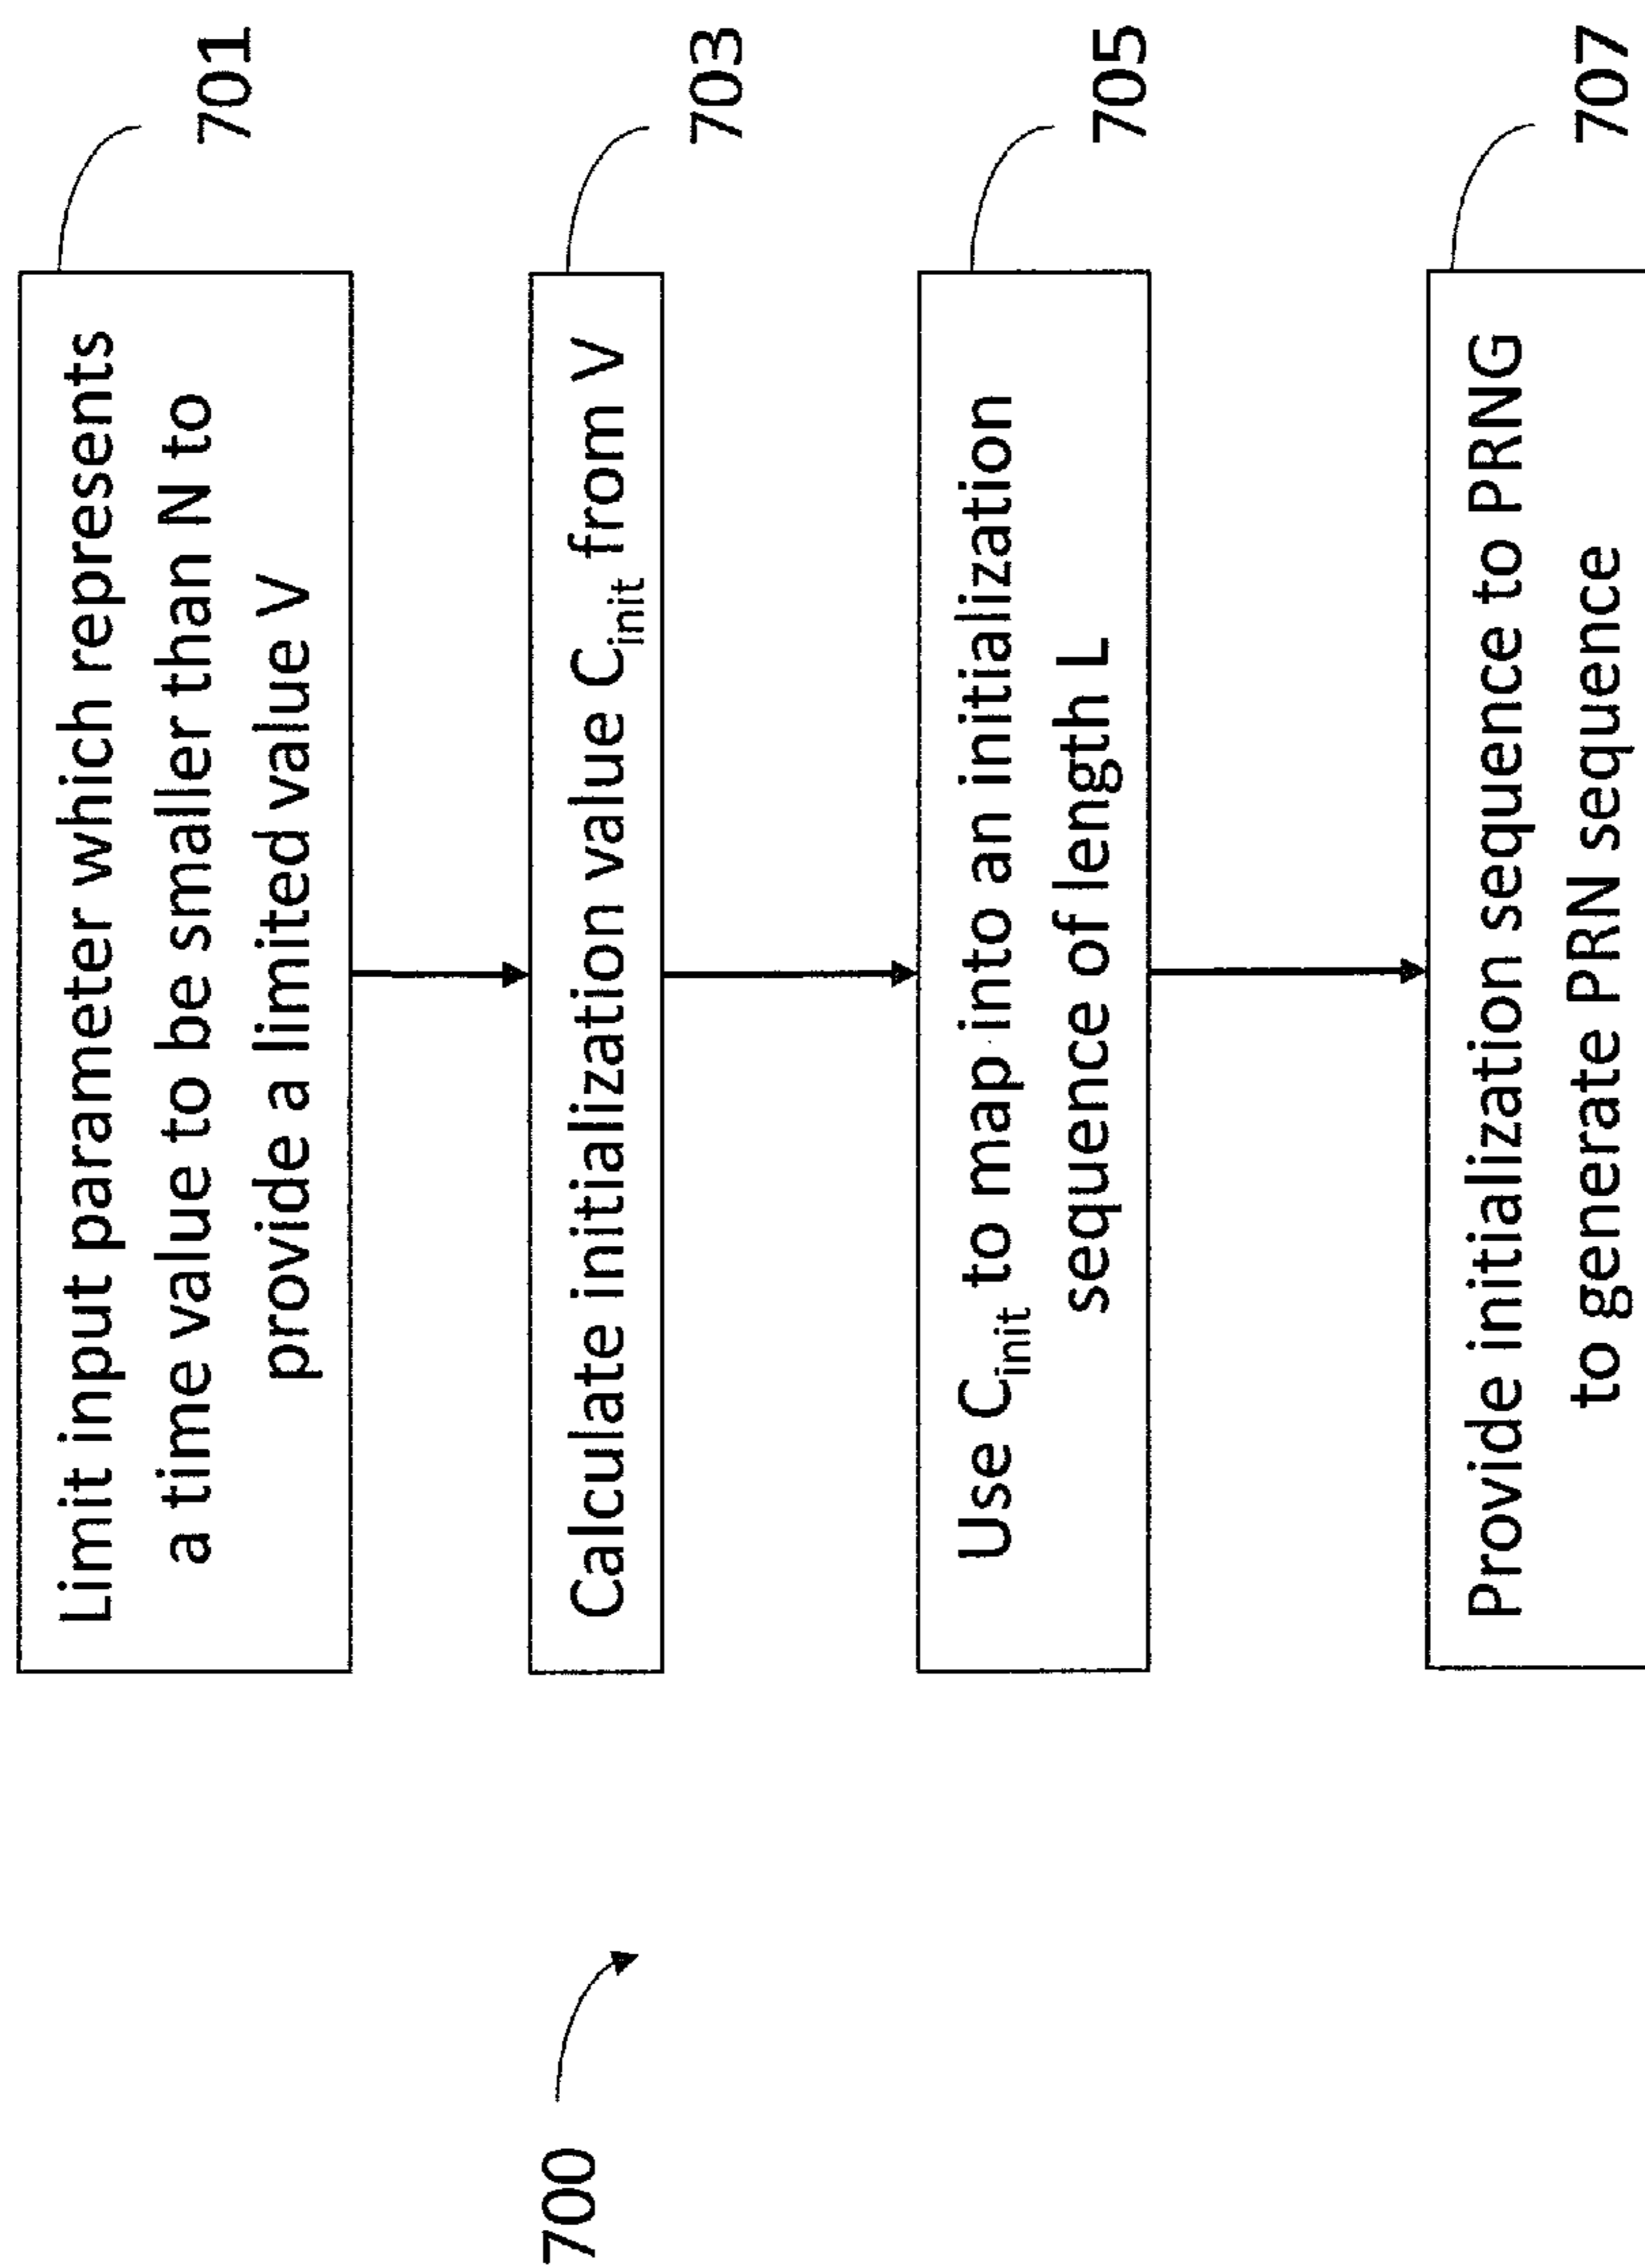 700
Limit input parameter which represents
a time value to be smaller than N to
provide a limited value V
701
Calculate initialization value Cinit from V
703
Use Cinit to map into an initialization
sequence of length L
705
Provide initialization sequence to PRNG
to generate PRN sequence
707